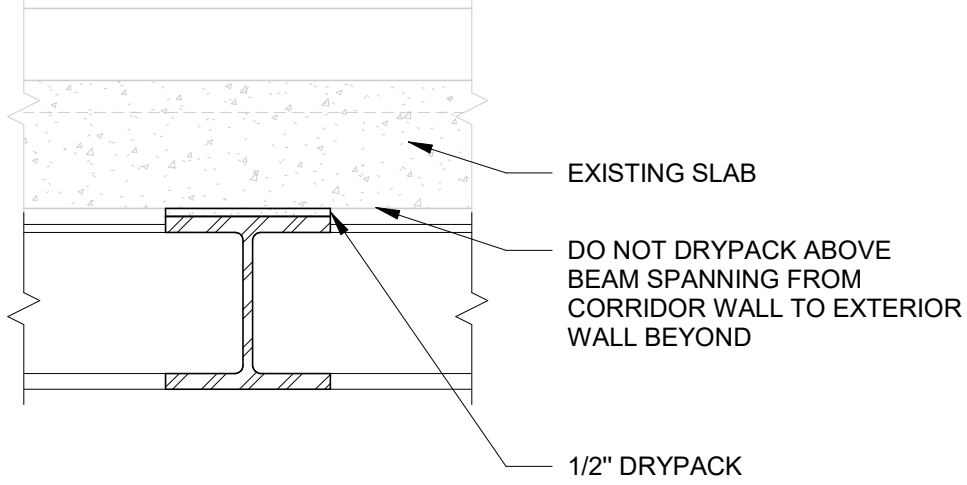 EXISTING SLAB
DO NOT DRYPACK ABOVE
BEAM SPANNING FROM
CORRIDOR WALL TO EXTERIOR
WALL BEYOND
1/2" DRYPACK